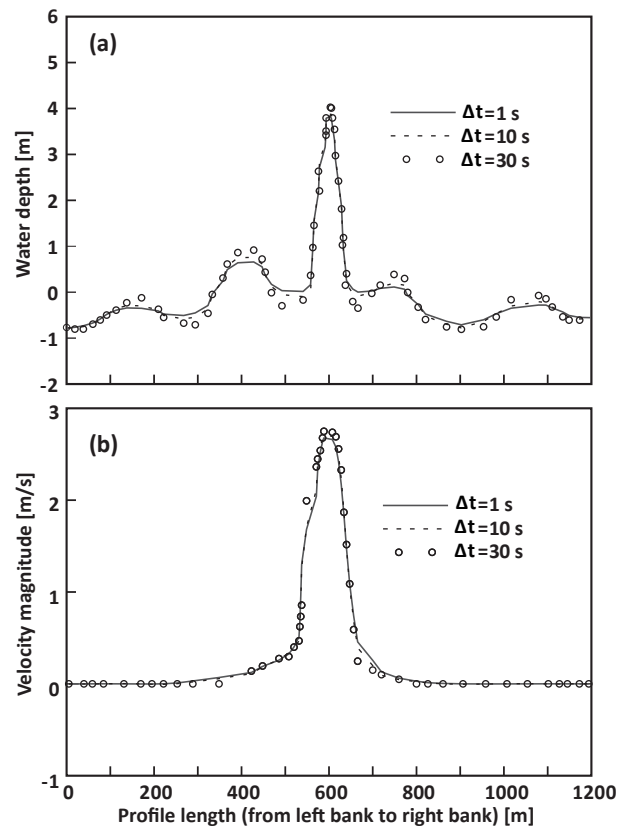 6
(a)
5
4
3
2
1
0
-1
-2
Water depth [m]
Δt=1 s
Δt=10 s
Δt=30 s
3
(b)
2
1
0
-1
Velocity magnitude [m/s]
Δt=1 s
Δt=10 s
Δt=30 s
0 200 400 600 800 1000 1200
Profile length (from left bank to right bank) [m]